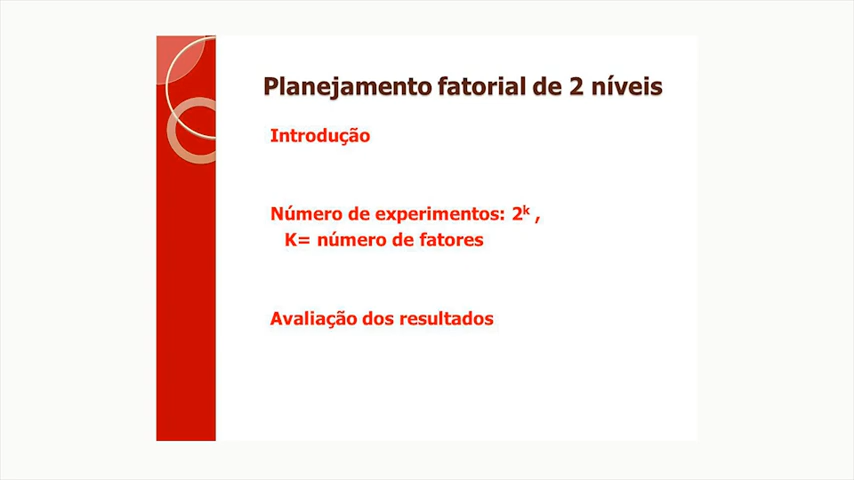 Planejamento fatorial de 2 níveis
Introdução
Número de experimentos: 2ᵏ ,
K= número de fatores
Avaliação dos resultados